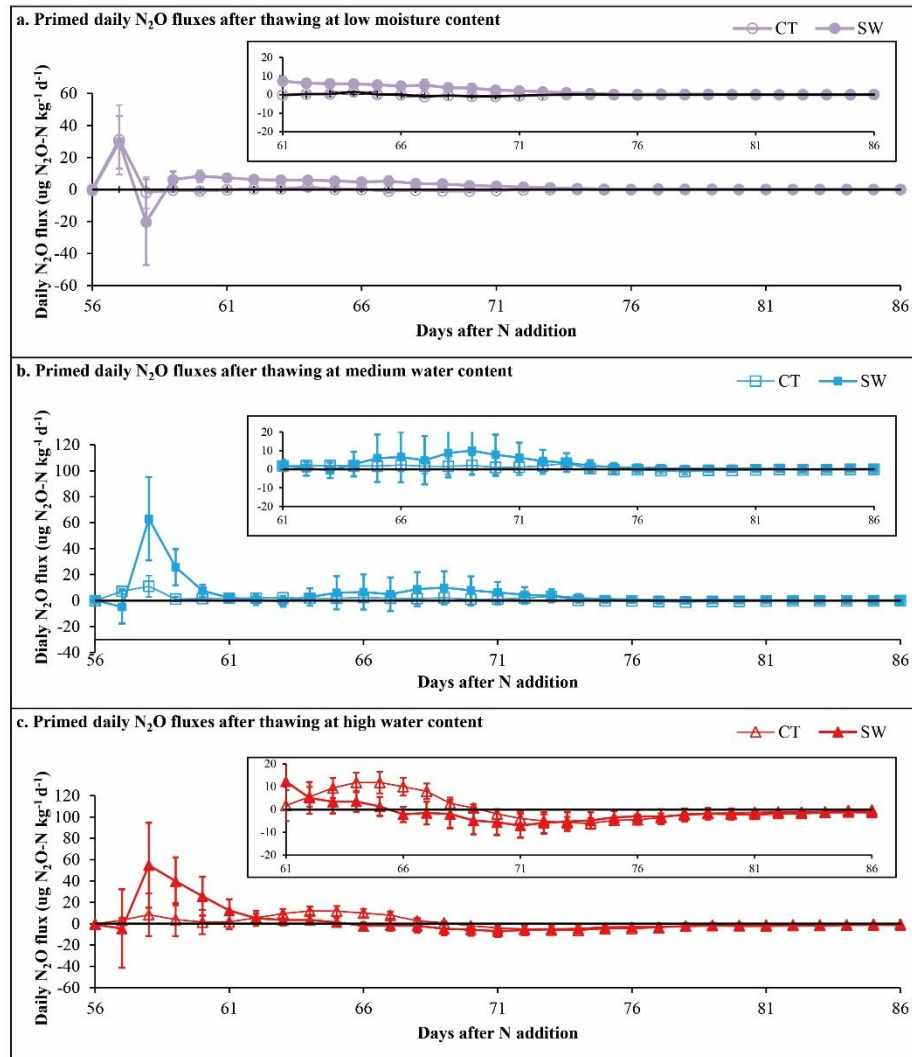 a. Primed daily N₂O fluxes after thawing at low moisture content
CT SW
20
10
0
-10
-20
61 66 71 76 81 86
Daily N₂O flux (ug N₂O-N kg⁻¹ d⁻¹)
60
40
20
0
-20
-40
-60
56 61 66 71 76 81 86
Days after N addition
b. Primed daily N₂O fluxes after thawing at medium water content
CT SW
20
10
0
-10
-20
61 66 71 76 81 86
Dialy N₂O flux (ug N₂O-N kg⁻¹ d⁻¹)
120
100
80
60
40
20
0
-20
-40
56 61 66 71 76 81 86
Days after N addition
c. Primed daily N₂O fluxes after thawing at high water content
CT SW
20
10
0
-10
-20
61 66 71 76 81 86
Daily N₂O flux (ug N₂O-N kg⁻¹ d⁻¹)
120
100
80
60
40
20
0
-20
-40
-60
56 61 66 71 76 81 86
Days after N addition